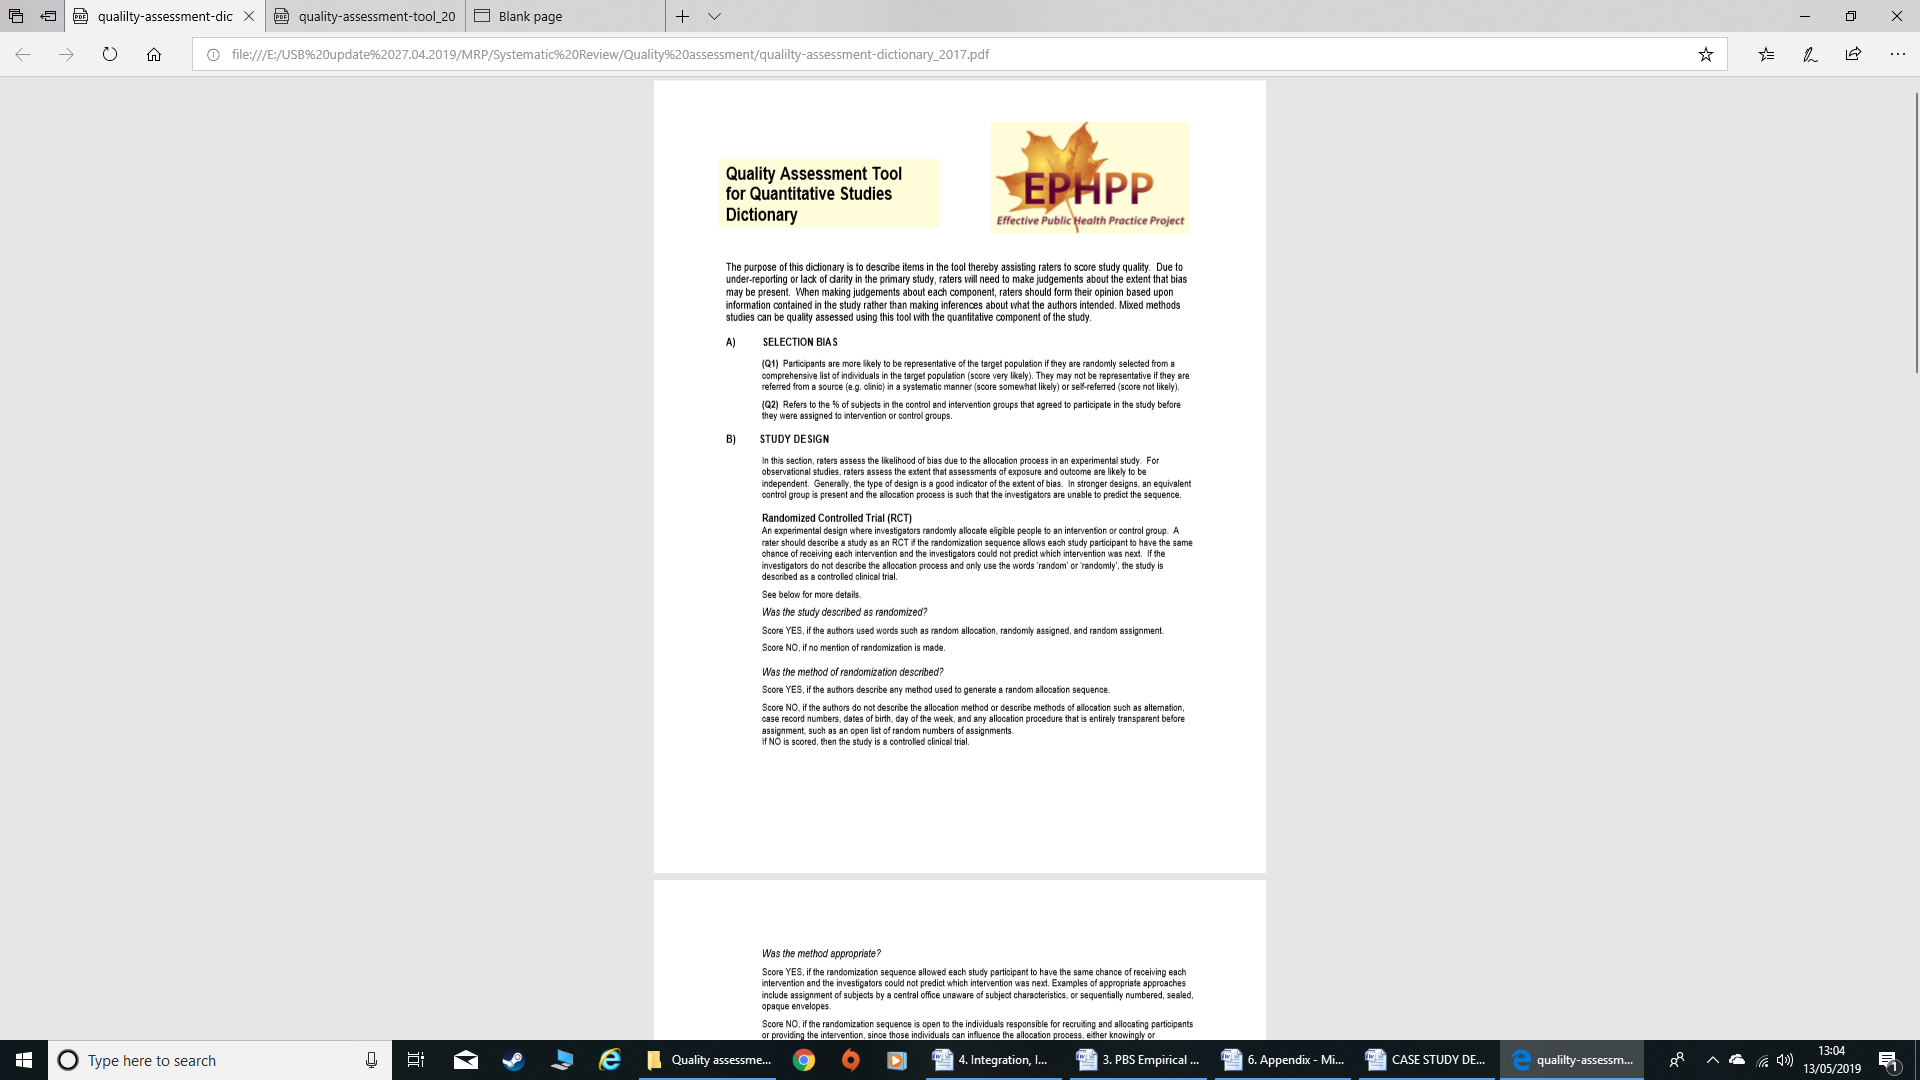 qualilty-assessment-dic
quality-assessment-tool_20
Blank page
file:///E:/USB%20update%2027.04.2019/MRP/Systematic%20Review/Quality%20assessment/qualilty-assessment-dictionary_2017.pdf
Quality Assessment Tool
for Quantitative Studies
Dictionary
EPHPP
Effective Public Health Practice Project
The purpose of this dictionary is to describe items in the tool thereby assisting raters to score study quality. Due to
under-reporting or lack of clarity in the primary study, raters will need to make judgements about the extent that bias
may be present. When making judgements about each component, raters should form their opinion based upon
information contained in the study rather than making inferences about what the authors intended. Mixed methods
studies can be quality assessed using this tool with the quantitative component of the study.
A) SELECTION BIAS
(Q1) Participants are more likely to be representative of the target population if they are randomly selected from a
comprehensive list of individuals in the target population (score very likely). They may not be representative if they are
referred from a source (e.g. clinic) in a systematic manner (score somewhat likely) or self-referred (score not likely).
(Q2) Refers to the % of subjects in the control and intervention groups that agreed to participate in the study before
they were assigned to intervention or control groups.
B) STUDY DESIGN
In this section, raters assess the likelihood of bias due to the allocation process in an experimental study. For
observational studies, raters assess the extent that assessments of exposure and outcome are likely to be
independent. Generally, the type of design is a good indicator of the extent of bias. In stronger designs, an equivalent
control group is present and the allocation process is such that the investigators are unable to predict the sequence.
Randomized Controlled Trial (RCT)
An experimental design where investigators randomly allocate eligible people to an intervention or control group. A
rater should describe a study as an RCT if the randomization sequence allows each study participant to have the same
chance of receiving each intervention and the investigators could not predict which intervention was next. If the
investigators do not describe the allocation process and only use the words ‘random’ or ‘randomly’, the study is
described as a controlled clinical trial.
See below for more details.
Was the study described as randomized?
Score YES, if the authors used words such as random allocation, randomly assigned, and random assignment.
Score NO, if no mention of randomization is made.
Was the method of randomization described?
Score YES, if the authors describe any method used to generate a random allocation sequence.
Score NO, if the authors do not describe the allocation method or describe methods of allocation such as alternation,
case record numbers, dates of birth, day of the week, and any allocation procedure that is entirely transparent before
assignment, such as an open list of random numbers of assignments.
If NO is scored, then the study is a controlled clinical trial.
Was the method appropriate?
Score YES, if the randomization sequence allowed each study participant to have the same chance of receiving each
intervention and the investigators could not predict which intervention was next. Examples of appropriate approaches
include assignment of subjects by a central office unaware of subject characteristics, or sequentially numbered, sealed,
opaque envelopes.
Score NO, if the randomization sequence is open to the individuals responsible for recruiting and allocating participants
or providing the intervention, since those individuals can influence the allocation process, either knowingly or
Type here to search
Quality assessme...
4. Integration, I...
3. PBS Empirical ...
6. Appendix - Mi...
CASE STUDY DE...
qualilty-assessm...
13:04
13/05/2019
1